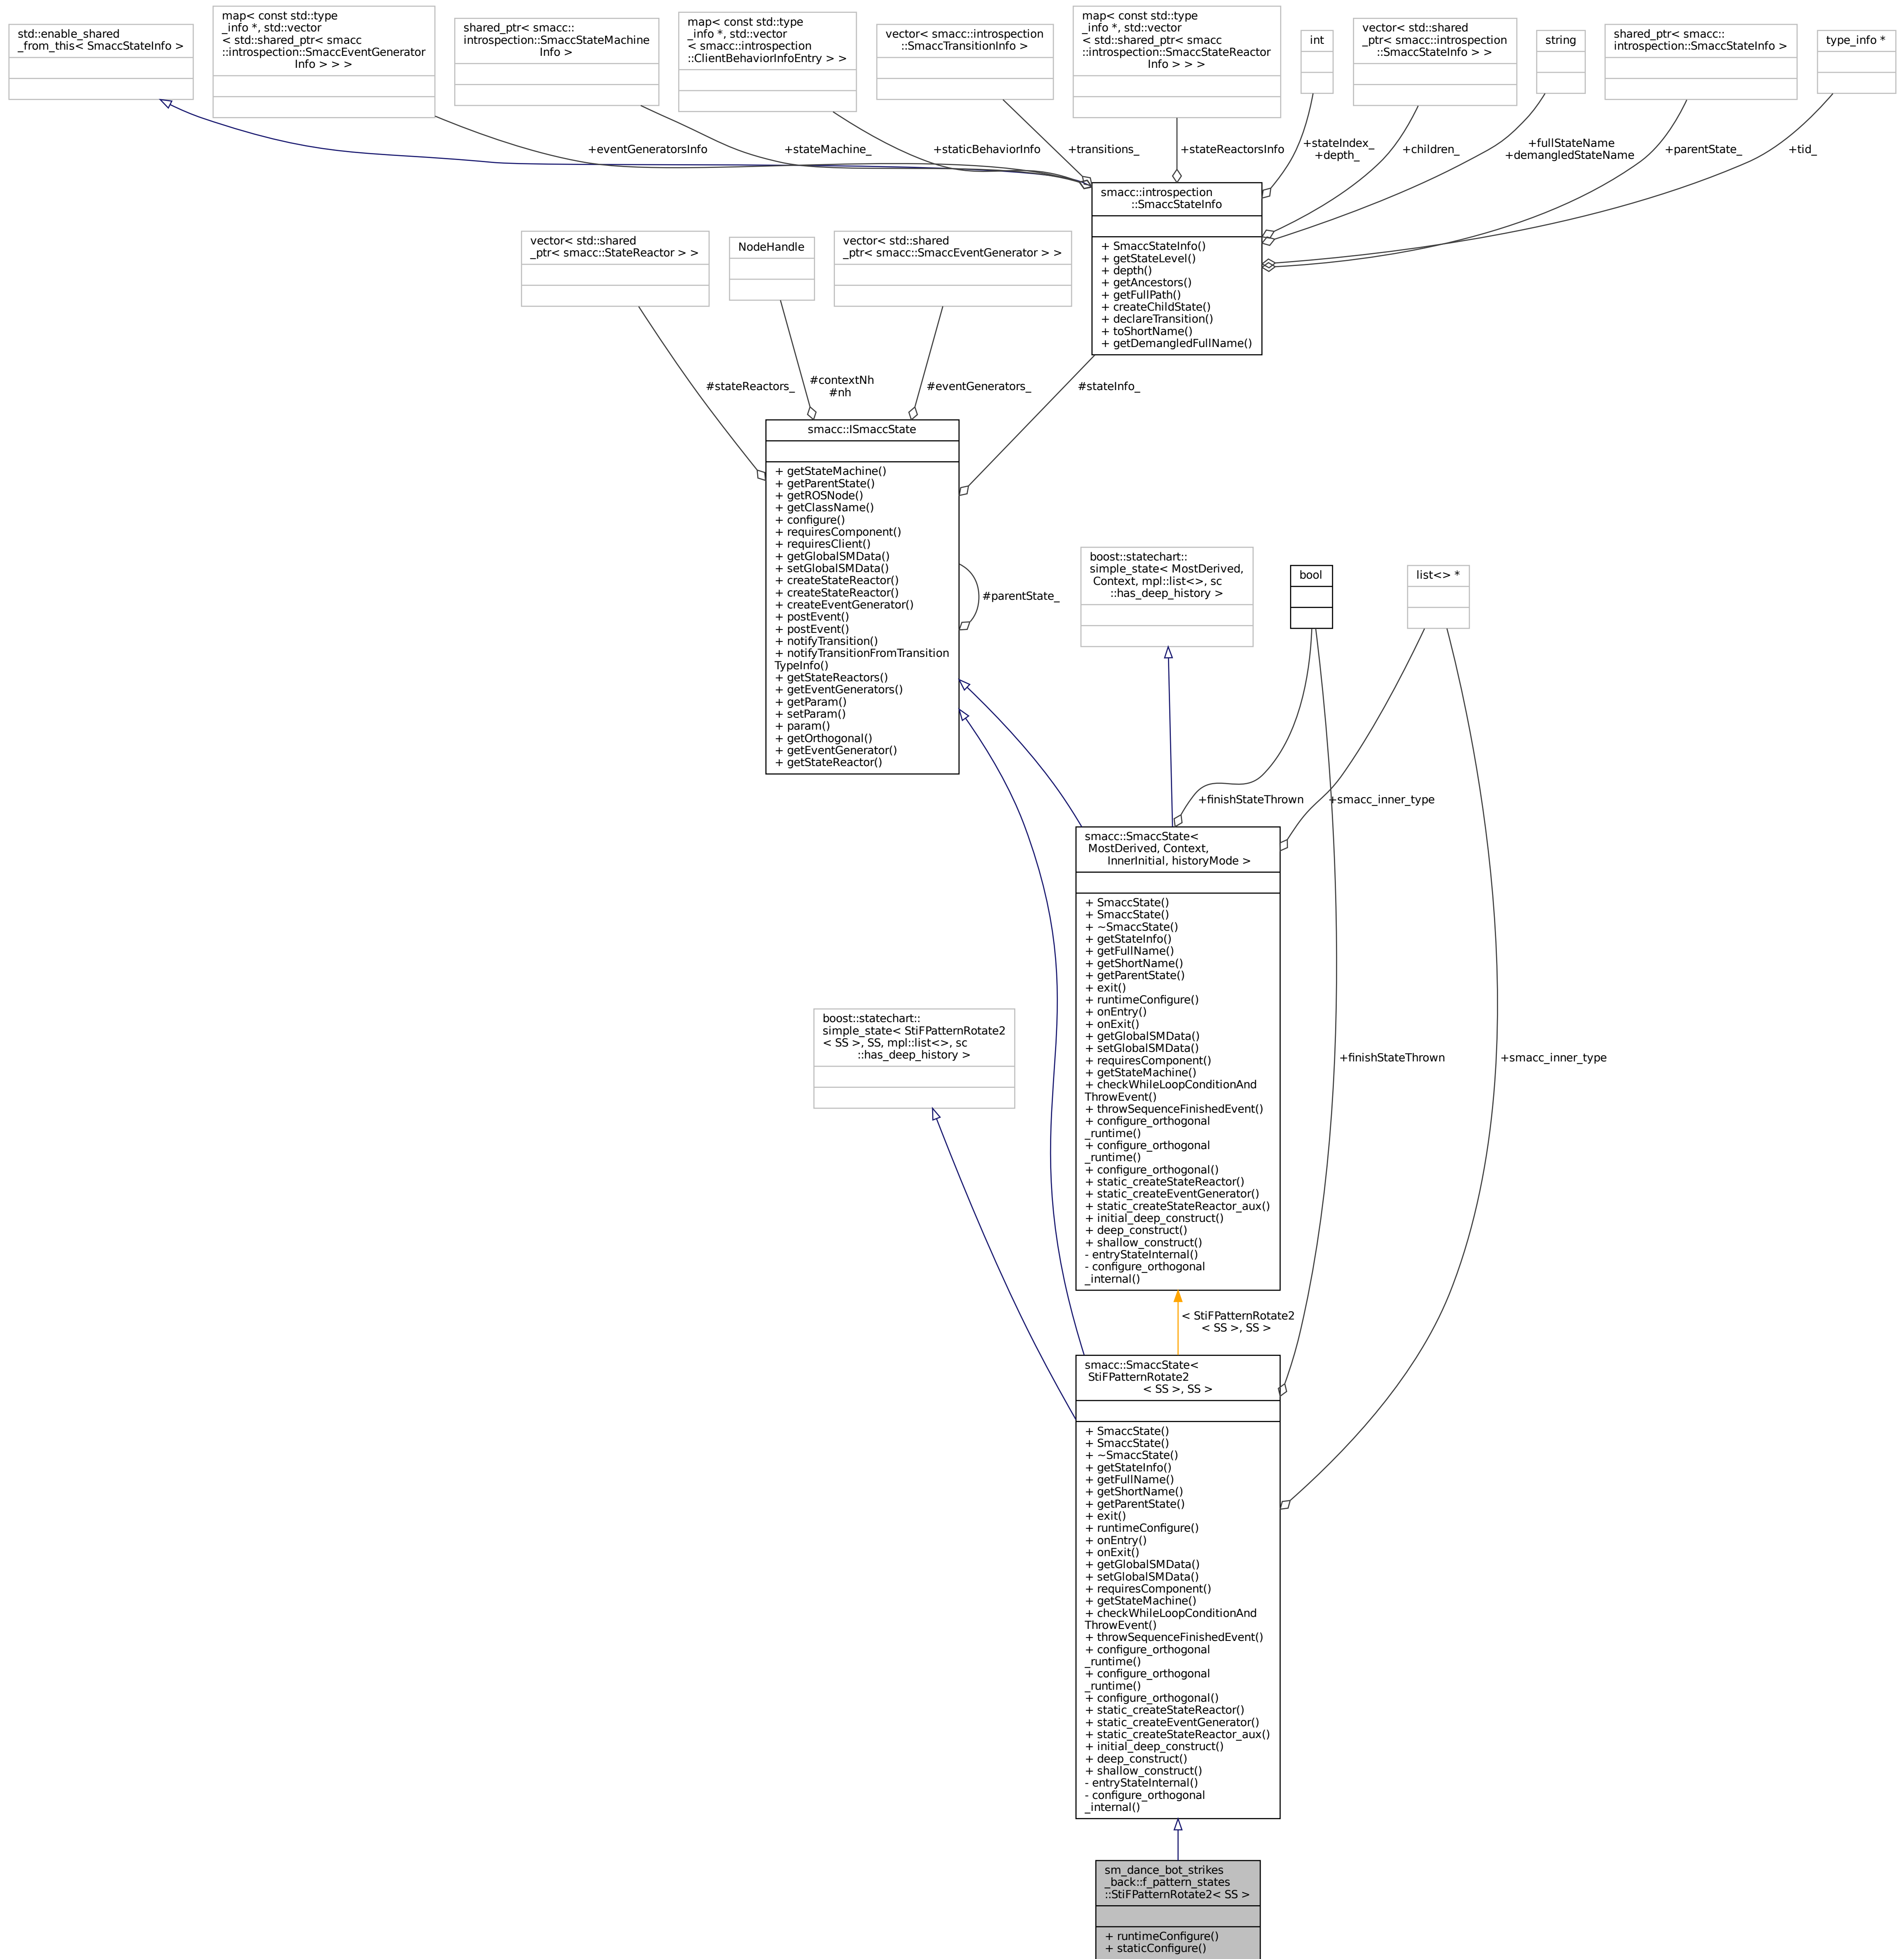 std::enable_shared
_from_this< SmaccStateInfo >
map< const std::type
_info *, std::vector
< std::shared_ptr< smacc
::introspection::SmaccEventGenerator
Info > > >
shared_ptr< smacc::
introspection::SmaccStateMachine
Info >
map< const std::type
_info *, std::vector
< smacc::introspection
::ClientBehaviorInfoEntry > >
vector< smacc::introspection
::SmaccTransitionInfo >
map< const std::type
_info *, std::vector
< std::shared_ptr< smacc
::introspection::SmaccStateReactor
Info > > >
int
vector< std::shared
_ptr< smacc::introspection
::SmaccStateInfo > >
string
shared_ptr< smacc::
introspection::SmaccStateInfo >
type_info *
+eventGeneratorsInfo
+stateMachine_
+staticBehaviorInfo
+transitions_
+stateReactorsInfo
+stateIndex_
+depth_
+children_
+fullStateName
+demangledStateName
+parentState_
+tid_
smacc::introspection
::SmaccStateInfo
+ SmaccStateInfo()
+ getStateLevel()
+ depth()
+ getAncestors()
+ getFullPath()
+ createChildState()
+ declareTransition()
+ toShortName()
+ getDemangledFullName()
vector< std::shared
_ptr< smacc::StateReactor > >
NodeHandle
vector< std::shared
_ptr< smacc::SmaccEventGenerator > >
#stateReactors_
#contextNh
#nh
#eventGenerators_
#stateInfo_
smacc::ISmaccState
+ getStateMachine()
+ getParentState()
+ getROSNode()
+ getClassName()
+ configure()
+ requiresComponent()
+ requiresClient()
+ getGlobalSMData()
+ setGlobalSMData()
+ createStateReactor()
+ createStateReactor()
+ createEventGenerator()
+ postEvent()
+ postEvent()
+ notifyTransition()
+ notifyTransitionFromTransition
TypeInfo()
+ getStateReactors()
+ getEventGenerators()
+ getParam()
+ setParam()
+ param()
+ getOrthogonal()
+ getEventGenerator()
+ getStateReactor()
#parentState_
boost::statechart::
simple_state< MostDerived,
Context, mpl::list<>, sc
::has_deep_history >
bool
list<> *
+finishStateThrown
+smacc_inner_type
smacc::SmaccState<
MostDerived, Context,
InnerInitial, historyMode >
+ SmaccState()
+ SmaccState()
+ ~SmaccState()
+ getStateInfo()
+ getFullName()
+ getShortName()
+ getParentState()
+ exit()
+ runtimeConfigure()
+ onEntry()
+ onExit()
+ getGlobalSMData()
+ setGlobalSMData()
+ requiresComponent()
+ getStateMachine()
+ checkWhileLoopConditionAnd
ThrowEvent()
+ throwSequenceFinishedEvent()
+ configure_orthogonal
_runtime()
+ configure_orthogonal
_runtime()
+ configure_orthogonal()
+ static_createStateReactor()
+ static_createEventGenerator()
+ static_createStateReactor_aux()
+ initial_deep_construct()
+ deep_construct()
+ shallow_construct()
- entryStateInternal()
- configure_orthogonal
_internal()
boost::statechart::
simple_state< StiFPatternRotate2
< SS >, SS, mpl::list<>, sc
::has_deep_history >
+finishStateThrown
+smacc_inner_type
< StiFPatternRotate2
< SS >, SS >
smacc::SmaccState<
StiFPatternRotate2
< SS >, SS >
+ SmaccState()
+ SmaccState()
+ ~SmaccState()
+ getStateInfo()
+ getFullName()
+ getShortName()
+ getParentState()
+ exit()
+ runtimeConfigure()
+ onEntry()
+ onExit()
+ getGlobalSMData()
+ setGlobalSMData()
+ requiresComponent()
+ getStateMachine()
+ checkWhileLoopConditionAnd
ThrowEvent()
+ throwSequenceFinishedEvent()
+ configure_orthogonal
_runtime()
+ configure_orthogonal
_runtime()
+ configure_orthogonal()
+ static_createStateReactor()
+ static_createEventGenerator()
+ static_createStateReactor_aux()
+ initial_deep_construct()
+ deep_construct()
+ shallow_construct()
- entryStateInternal()
- configure_orthogonal
_internal()
sm_dance_bot_strikes
_back::f_pattern_states
::StiFPatternRotate2< SS >
+ runtimeConfigure()
+ staticConfigure()